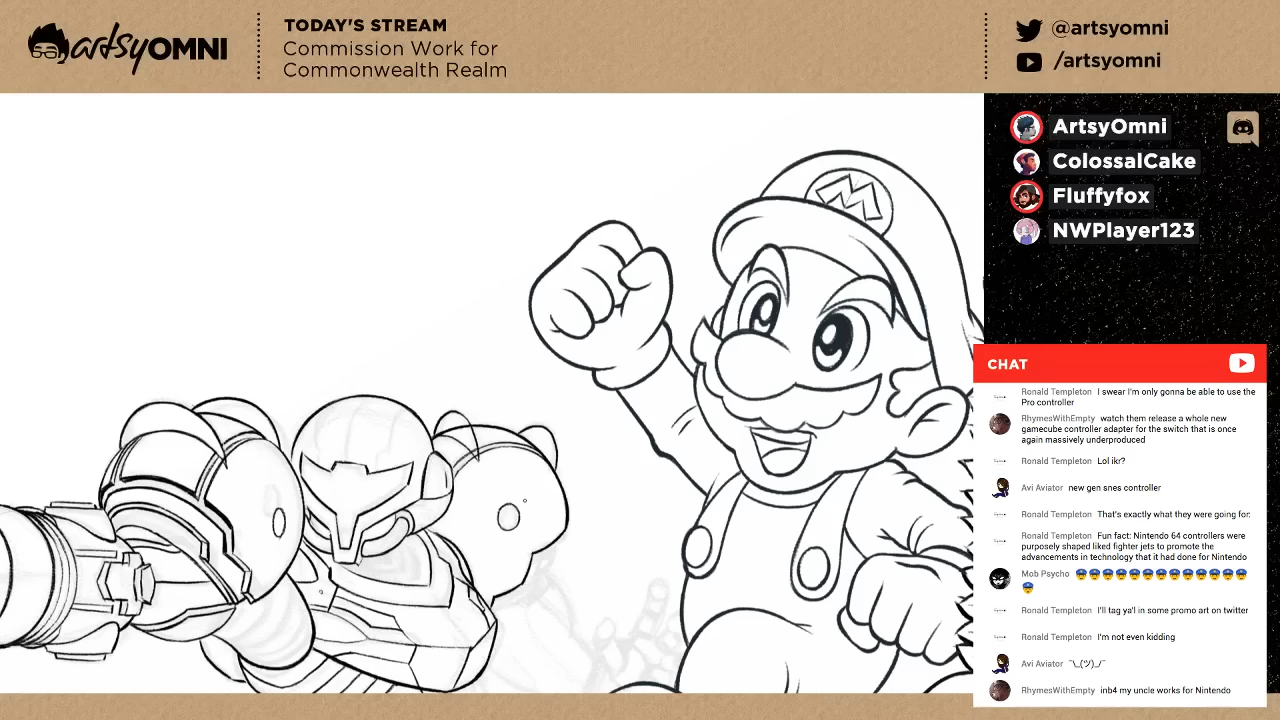 artsyOMNI
TODAY'S STREAM
Commission Work for
Commonwealth Realm
@artsyomni
/artsyomni
M
ArtsyOmni
ColossalCake
Fluffyfox
NWPlayer123
CHAT
Ronald Templeton I swear I'm only gonna be able to use the
Pro controller
RhymesWithEmpty watch them release a whole new
gamecube controller adapter for the switch that is once
again massively underproduced
Ronald Templeton Lol ikr?
Avi Aviator new gen snes controller
Ronald Templeton That's exactly what they were going for.
Ronald Templeton Fun fact: Nintendo 64 controllers were
purposely shaped liked fighter jets to promote the
advancements in technology that it had done for Nintendo
Mob Psycho 👮👮👮👮👮👮👮👮👮👮👮👮👮
👮
Ronald Templeton I'll tag ya'l in some promo art on twitter
Ronald Templeton I'm not even kidding
Avi Aviator ¯\_(ツ)_/¯
RhymesWithEmpty inb4 my uncle works for Nintendo